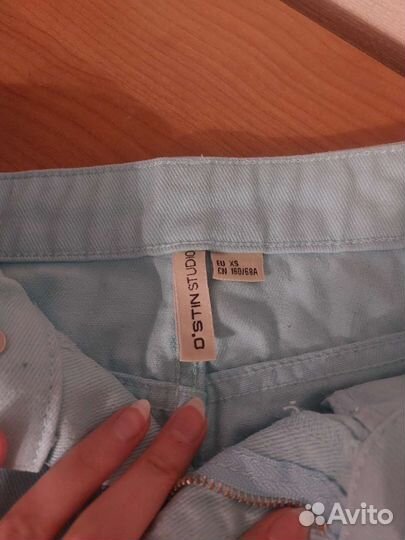 O'STIN STUDIO
EU XS
CN 160/68A
Avito